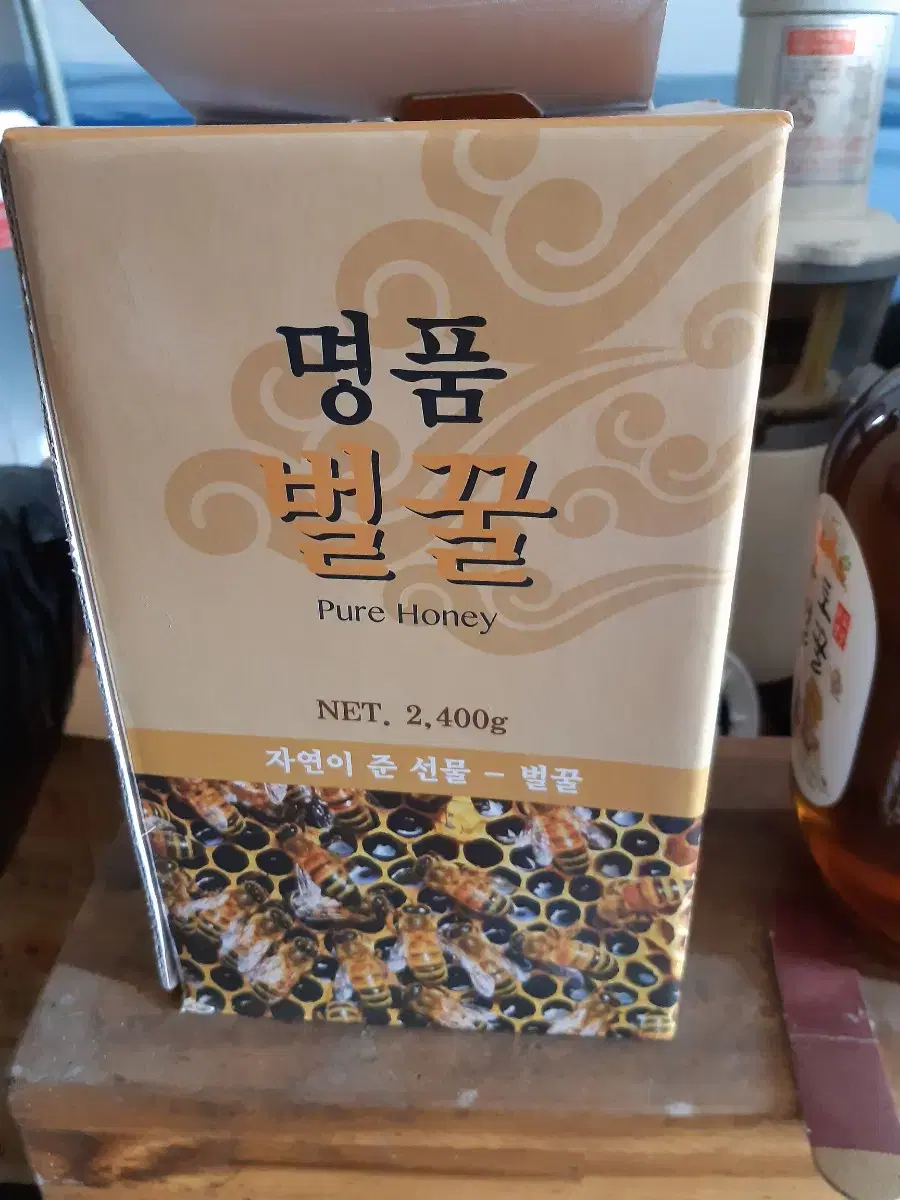 명품
벌꿀
Pure Honey
NET. 2,400g
자연이 준 선물 - 벌꿀